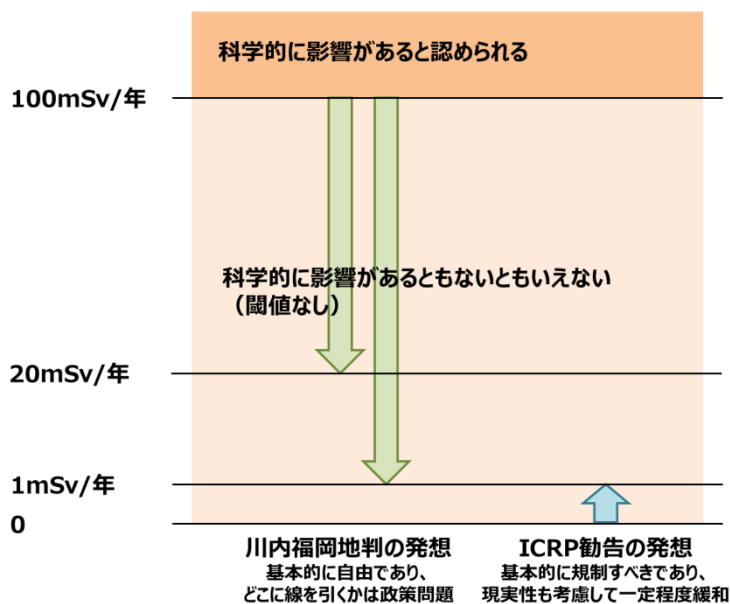 科学的に影響があると認められる
100mSv/年
科学的に影響があるともないともいえない
（閾値なし）
20mSv/年
1mSv/年
0
川内福岡地判の発想
基本的に自由であり、
どこに線を引くかは政策問題
ICRP勧告の発想
基本的に規制すべきであり、
現実性も考慮して一定程度緩和